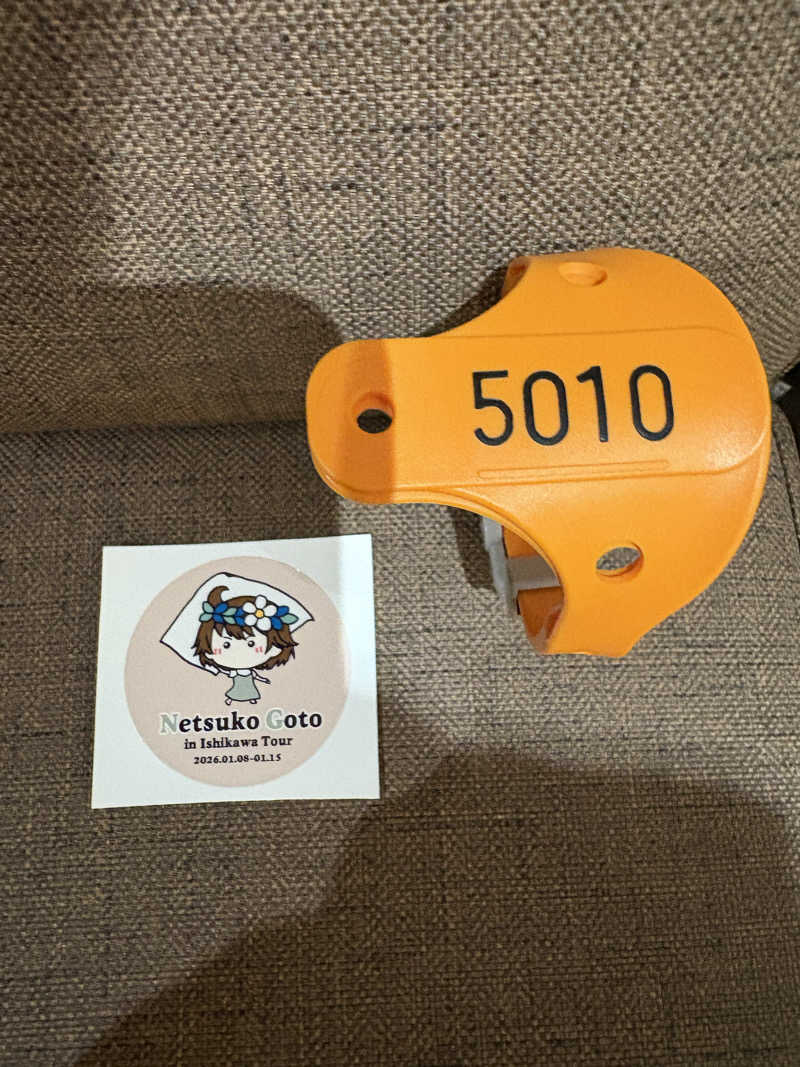 5010
Netsuko Goto
in Ishikawa Tour
2026.01.08-01.15